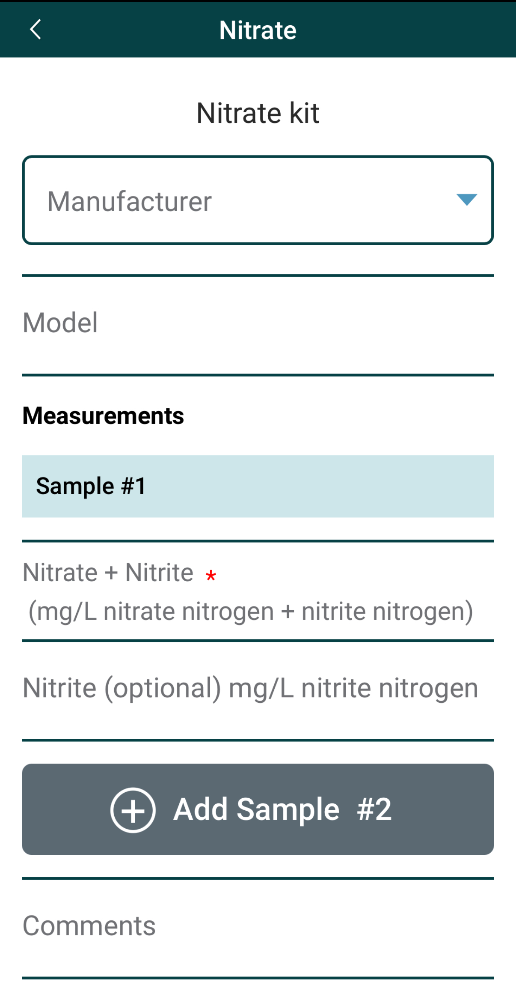 Nitrate
Nitrate kit
Manufacturer
Model
Measurements
Sample #1
Nitrate + Nitrite *
(mg/L nitrate nitrogen + nitrite nitrogen)
Nitrite (optional) mg/L nitrite nitrogen
Add Sample #2
Comments